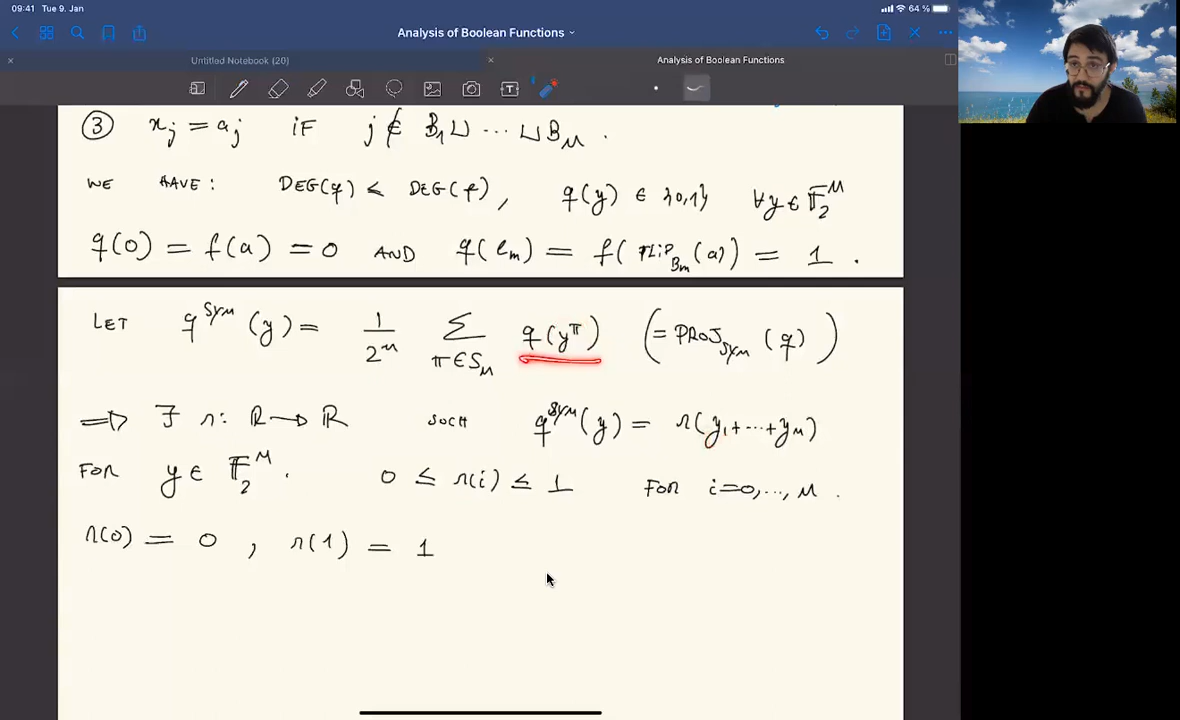 09:41 Tue 9. Jan
64 %
Analysis of Boolean Functions
Untitled Notebook (20)
Analysis of Boolean Functions
③ x_j = a_j IF j ∉ B_1 ⊔ ⋯ ⊔ B_M .
WE HAVE: DEG(q) ≤ DEG(f), q(y) ∈ {0,1} ∀y ∈ 𝔽_2^M
q(0) = f(a) = 0 AND q(e_m) = f(FLIP_{B_m}(a)) = 1 .
LET q^{SYM}(y) = 1/2^n Σ_{π∈S_M} q(y^π) (= PROJ_{SYM}(q))
⟹ ∃ r: ℝ → ℝ SUCH q^{SYM}(y) = r(y_1+⋯+y_M)
FOR y ∈ 𝔽_2^M . 0 ≤ r(i) ≤ 1 FOR i=0,…,M .
r(0) = 0 , r(1) = 1